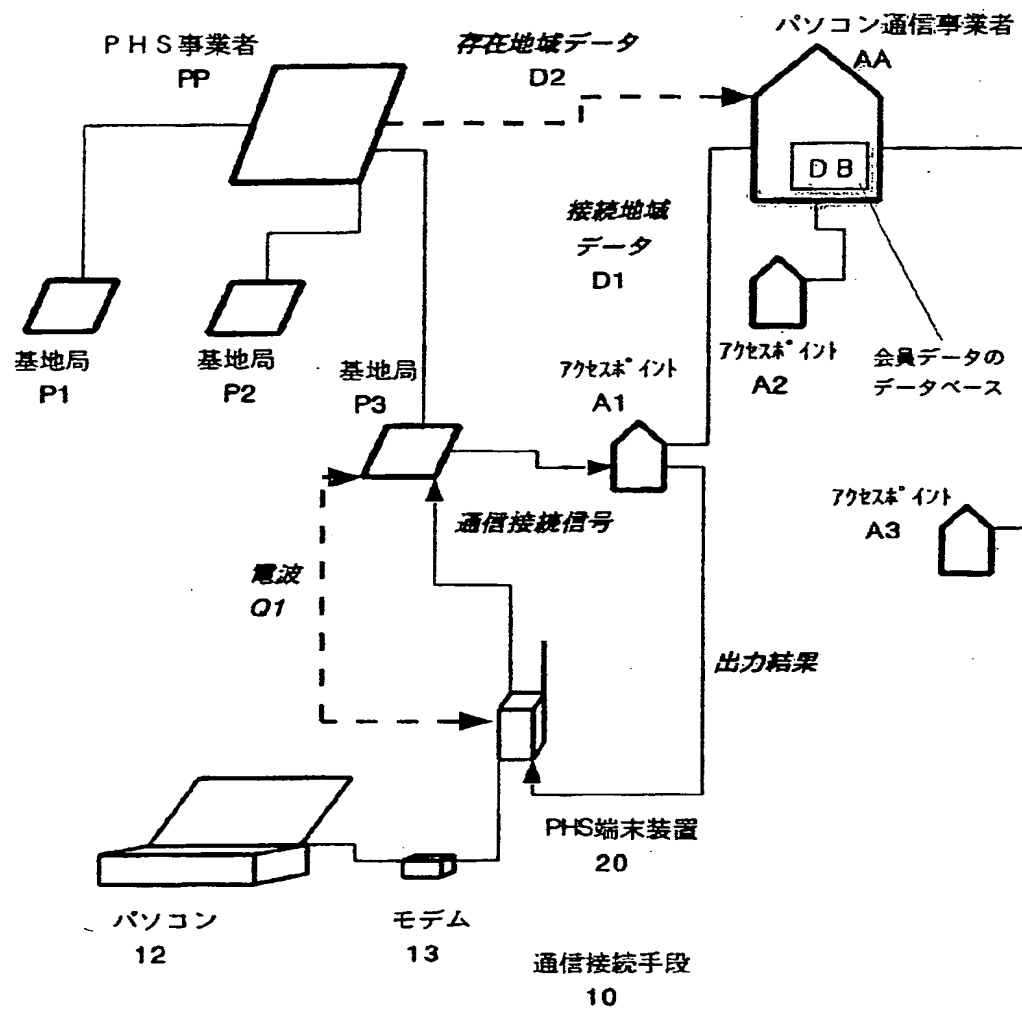 PHS事業者
PP
存在地域データ
D2
パソコン通信事業者
AA
DB
接続地域
データ
D1
基地局
P1
基地局
P2
基地局
P3
アクセスポイント
A1
アクセスポイント
A2
会員データの
データベース
アクセスポイント
A3
通信接続信号
電波
Q1
出力結果
PHS端末装置
20
パソコン
12
モデム
13
通信接続手段
10